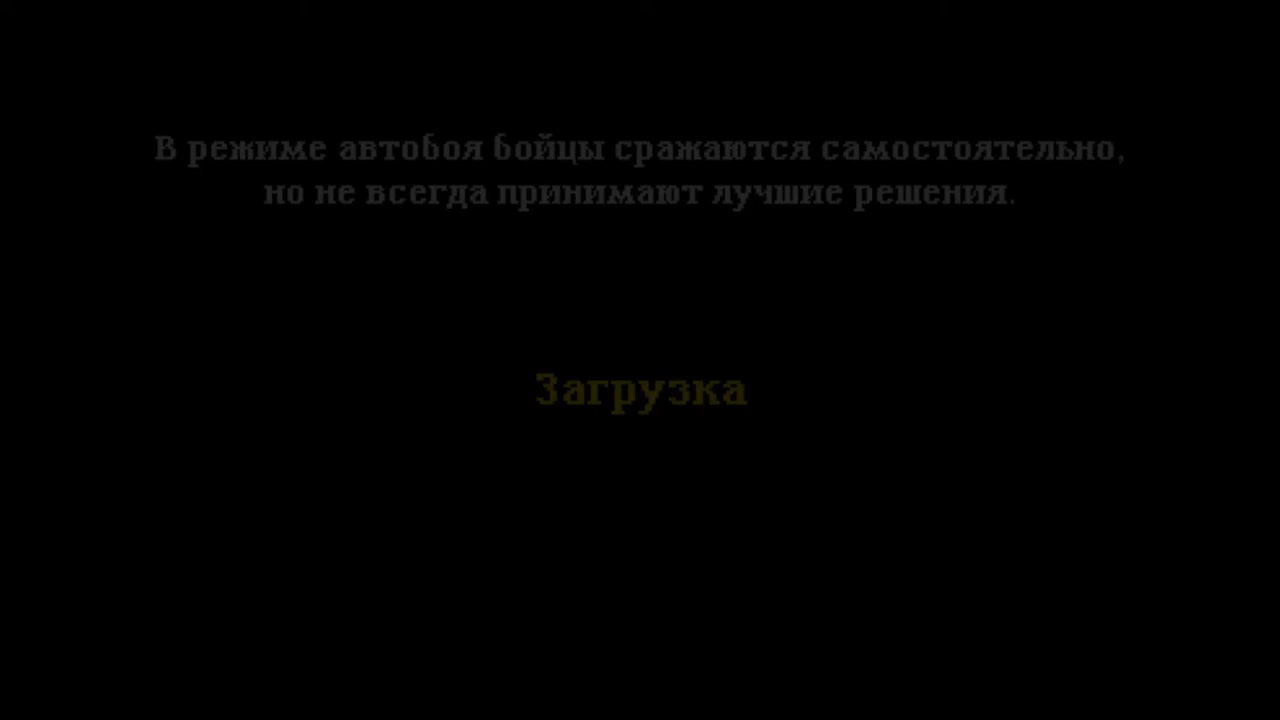 В режиме автобоя бойцы сражаются самостоятельно,
но не всегда принимают лучшие решения.
Загрузка